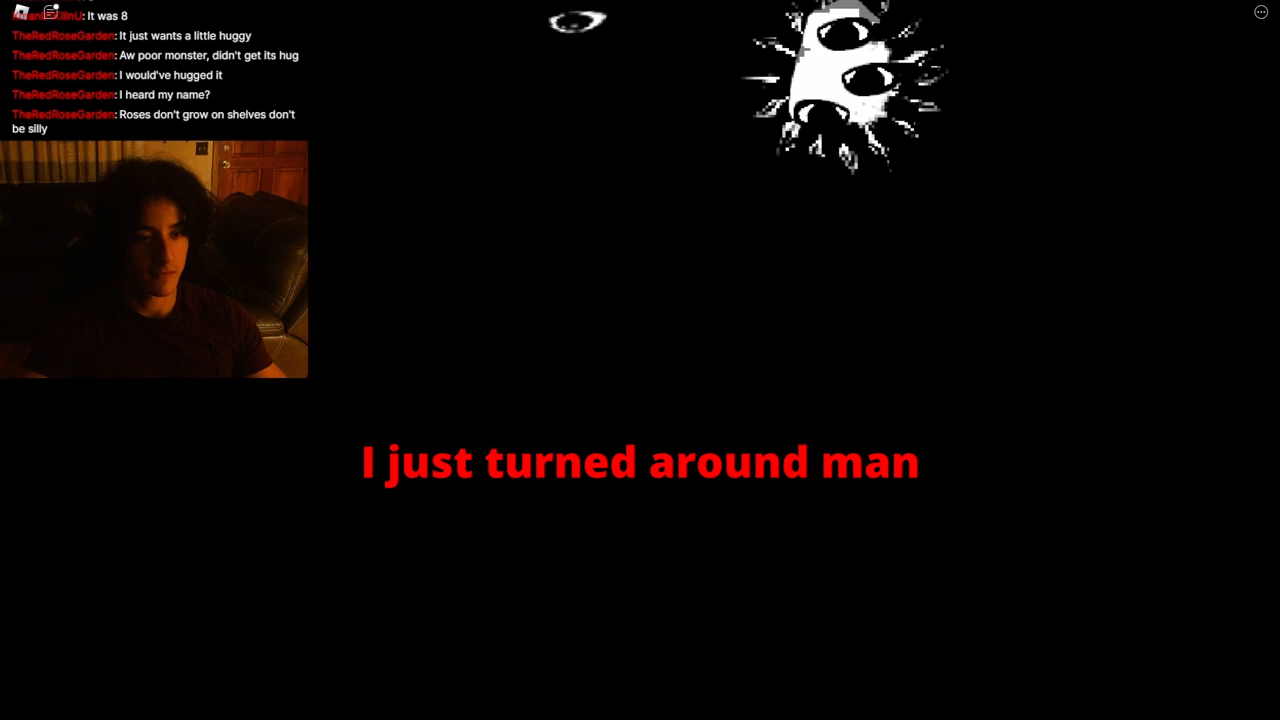 : It was 8
TheRedRoseGarden: It just wants a little huggy
TheRedRoseGarden: Aw poor monster, didn't get its hug
TheRedRoseGarden: I would've hugged it
TheRedRoseGarden: I heard my name?
TheRedRoseGarden: Roses don't grow on shelves don't
be silly
I just turned around man